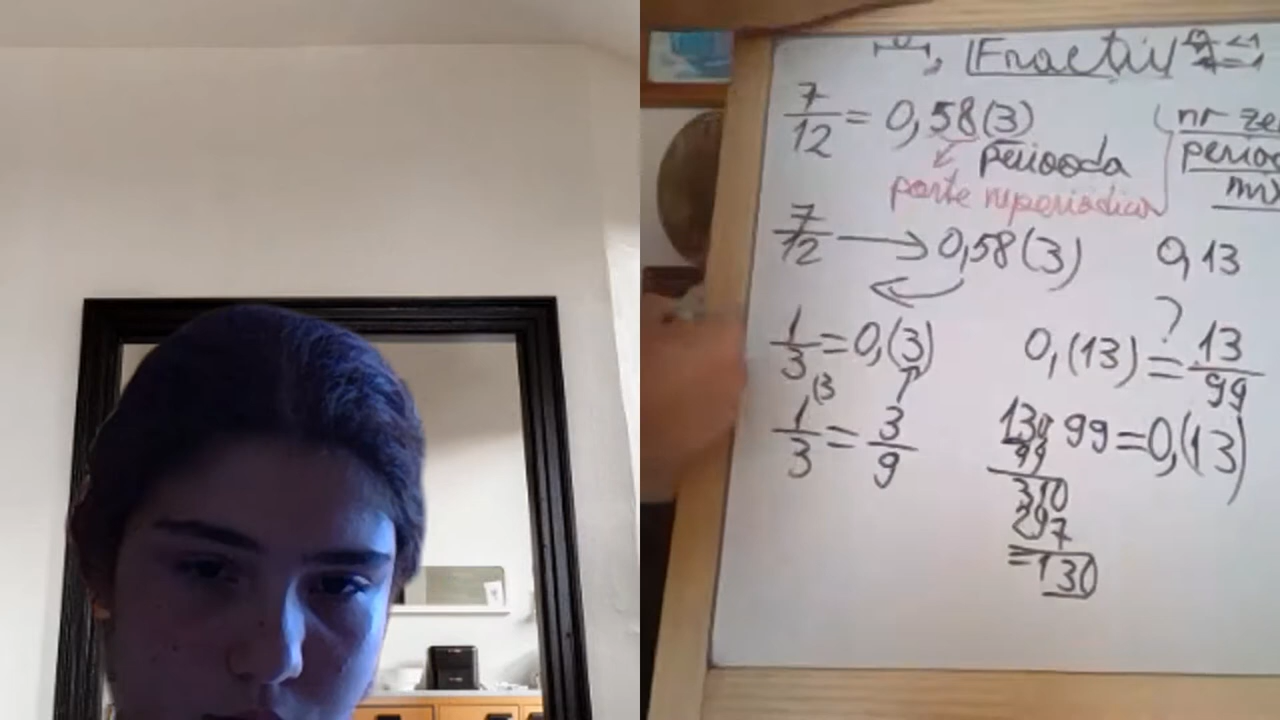 Fractii
7/12 = 0,58(3)
perioada
parte neperiodica
nr ze
perioa
7/12 → 0,58(3)
0,13
1/3 = 0,(3)
0,(13) = 13/99
?
(3
1/3 = 3/9
130 99 = 0,(13)
99
310
297
= 130